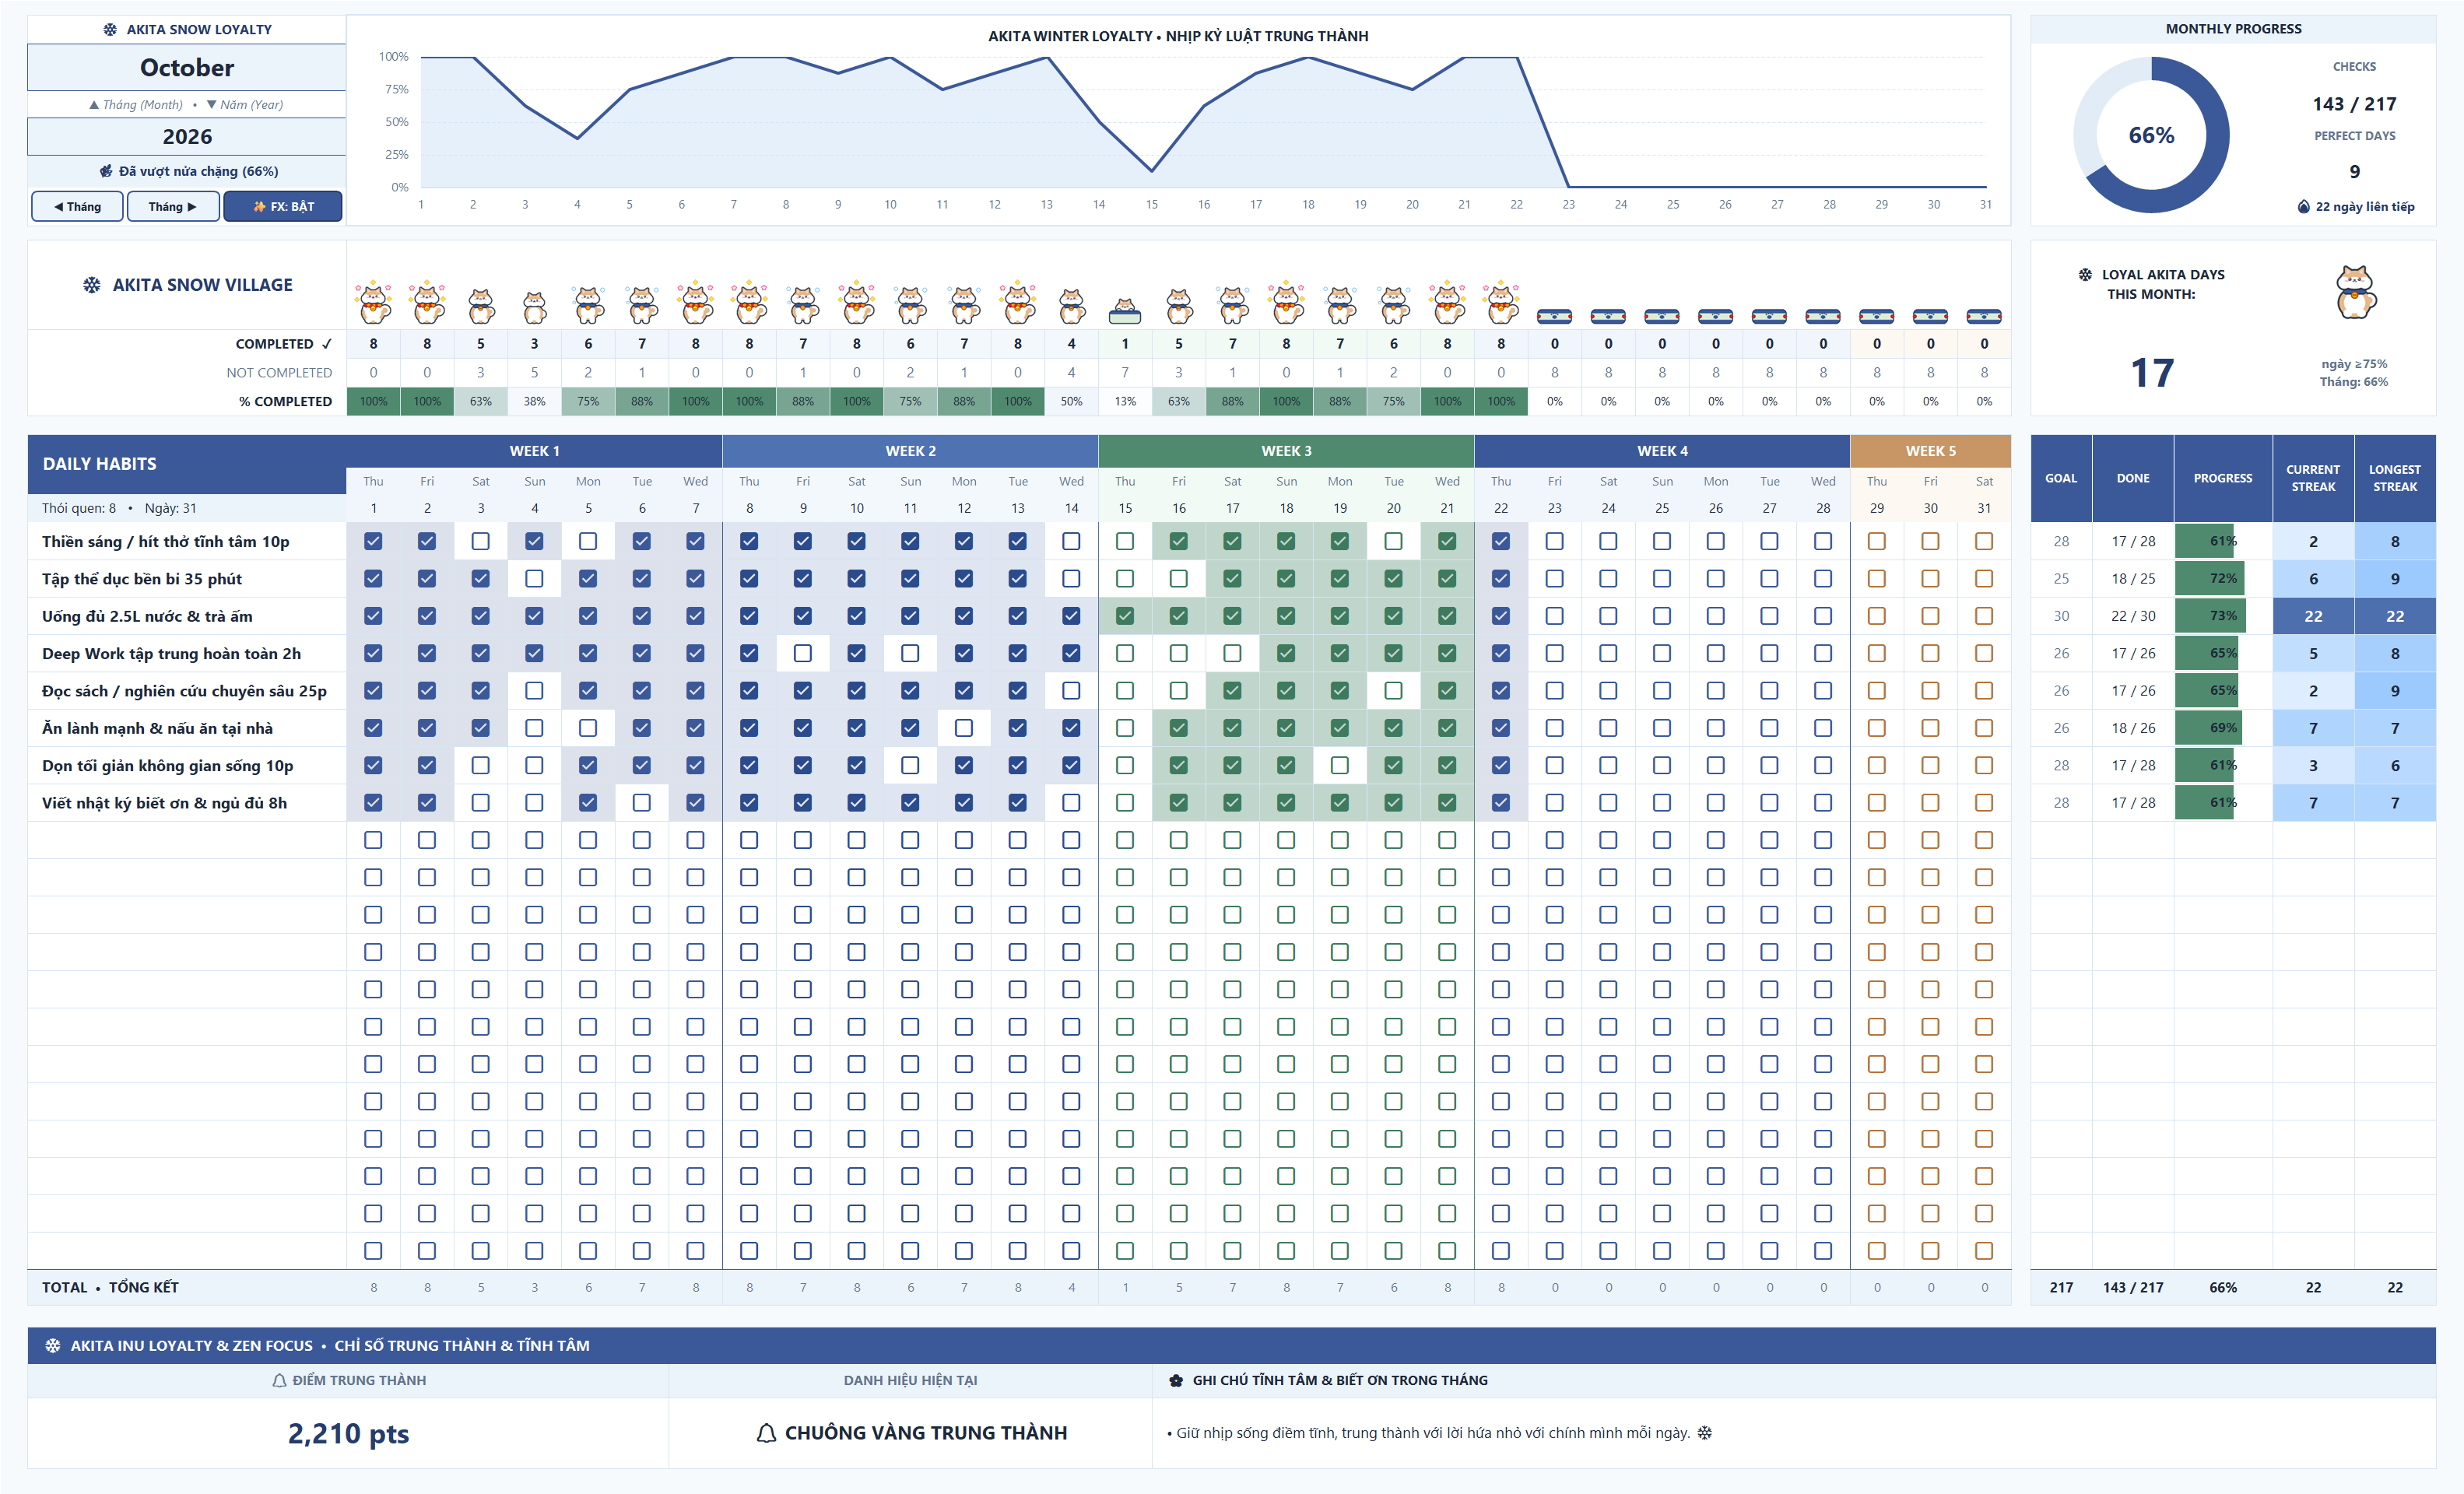 AKITA SNOW LOYALTY
October
▲ Tháng (Month) • ▼ Năm (Year)
2026
Đã vượt nửa chặng (66%)
◀ Tháng
Tháng ▶
FX: BẬT
AKITA WINTER LOYALTY • NHỊP KỶ LUẬT TRUNG THÀNH
100%
75%
50%
25%
0%
1 2 3 4 5 6 7 8 9 10 11 12 13 14 15 16 17 18 19 20 21 22 23 24 25 26 27 28 29 30 31
MONTHLY PROGRESS
66%
CHECKS
143 / 217
PERFECT DAYS
9
22 ngày liên tiếp
AKITA SNOW VILLAGE
COMPLETED ✓ 8 8 5 3 6 7 8 8 7 8 6 7 8 4 1 5 7 8 7 6 8 8 0 0 0 0 0 0 0 0 0
NOT COMPLETED 0 0 3 5 2 1 0 0 1 0 2 1 0 4 7 3 1 0 1 2 0 0 8 8 8 8 8 8 8 8 8
% COMPLETED 100% 100% 63% 38% 75% 88% 100% 100% 88% 100% 75% 88% 100% 50% 13% 63% 88% 100% 88% 75% 100% 100% 0% 0% 0% 0% 0% 0% 0% 0% 0%
LOYAL AKITA DAYS
THIS MONTH:
17
ngày ≥75%
Tháng: 66%
DAILY HABITS
WEEK 1 WEEK 2 WEEK 3 WEEK 4 WEEK 5
Thu Fri Sat Sun Mon Tue Wed Thu Fri Sat Sun Mon Tue Wed Thu Fri Sat Sun Mon Tue Wed Thu Fri Sat Sun Mon Tue Wed Thu Fri Sat
Thói quen: 8 • Ngày: 31
1 2 3 4 5 6 7 8 9 10 11 12 13 14 15 16 17 18 19 20 21 22 23 24 25 26 27 28 29 30 31
GOAL DONE PROGRESS CURRENT STREAK LONGEST STREAK
Thiền sáng / hít thở tĩnh tâm 10p 28 17 / 28 61% 2 8
Tập thể dục bền bỉ 35 phút 25 18 / 25 72% 6 9
Uống đủ 2.5L nước & trà ấm 30 22 / 30 73% 22 22
Deep Work tập trung hoàn toàn 2h 26 17 / 26 65% 5 8
Đọc sách / nghiên cứu chuyên sâu 25p 26 17 / 26 65% 2 9
Ăn lành mạnh & nấu ăn tại nhà 26 18 / 26 69% 7 7
Dọn tối giản không gian sống 10p 28 17 / 28 61% 3 6
Viết nhật ký biết ơn & ngủ đủ 8h 28 17 / 28 61% 7 7
TOTAL • TỔNG KẾT 8 8 5 3 6 7 8 8 7 8 6 7 8 4 1 5 7 8 7 6 8 8 0 0 0 0 0 0 0 0 0 217 143 / 217 66% 22 22
AKITA INU LOYALTY & ZEN FOCUS • CHỈ SỐ TRUNG THÀNH & TĨNH TÂM
ĐIỂM TRUNG THÀNH
DANH HIỆU HIỆN TẠI
GHI CHÚ TĨNH TÂM & BIẾT ƠN TRONG THÁNG
2,210 pts
CHUÔNG VÀNG TRUNG THÀNH
• Giữ nhịp sống điềm tĩnh, trung thành với lời hứa nhỏ với chính mình mỗi ngày.